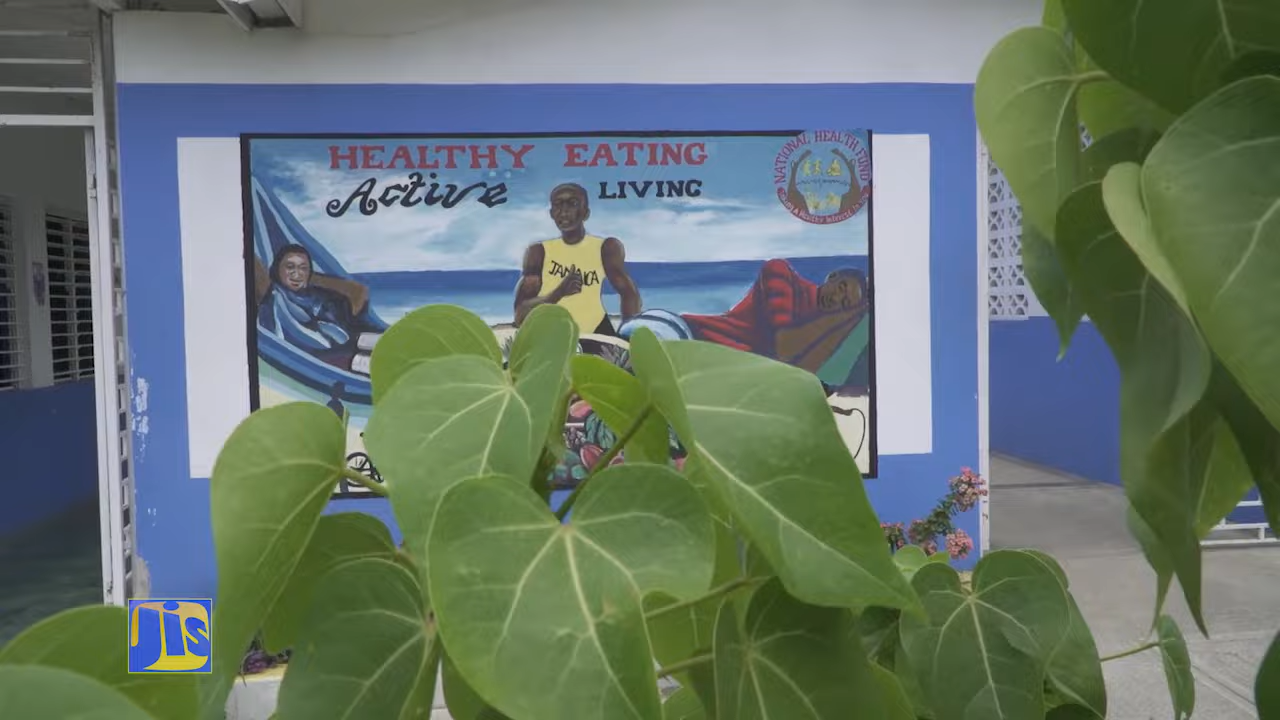 HEALTHY EATING
Active LIVING
NATIONAL HEALTH FUND
JAMAICA
JIS